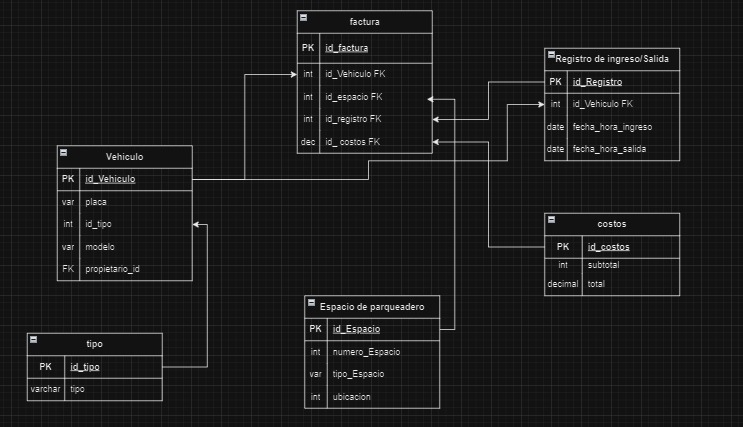 factura
PK id_factura
int id_Vehiculo FK
int id_espacio FK
int id_registro FK
dec id_ costos FK
Registro de ingreso/Salida
PK id_Registro
int id_Vehiculo FK
date fecha_hora_ingreso
date fecha_hora_salida
Vehiculo
PK id_Vehiculo
var placa
int id_tipo
var modelo
FK propietario_id
costos
PK id_costos
int subtotal
decimal total
Espacio de parqueadero
PK id_Espacio
int numero_Espacio
var tipo_Espacio
int ubicacion
tipo
PK id_tipo
varchar tipo